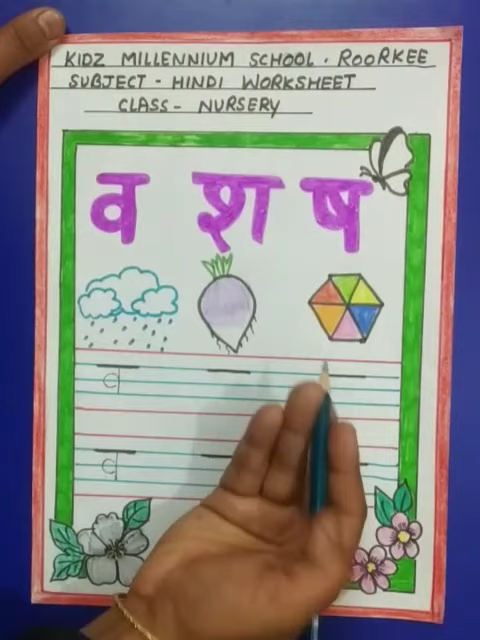 KIDZ MILLENNIUM SCHOOL . ROORKEE
SUBJECT - HINDI WORKSHEET
CLASS - NURSERY
व श ष
व
व